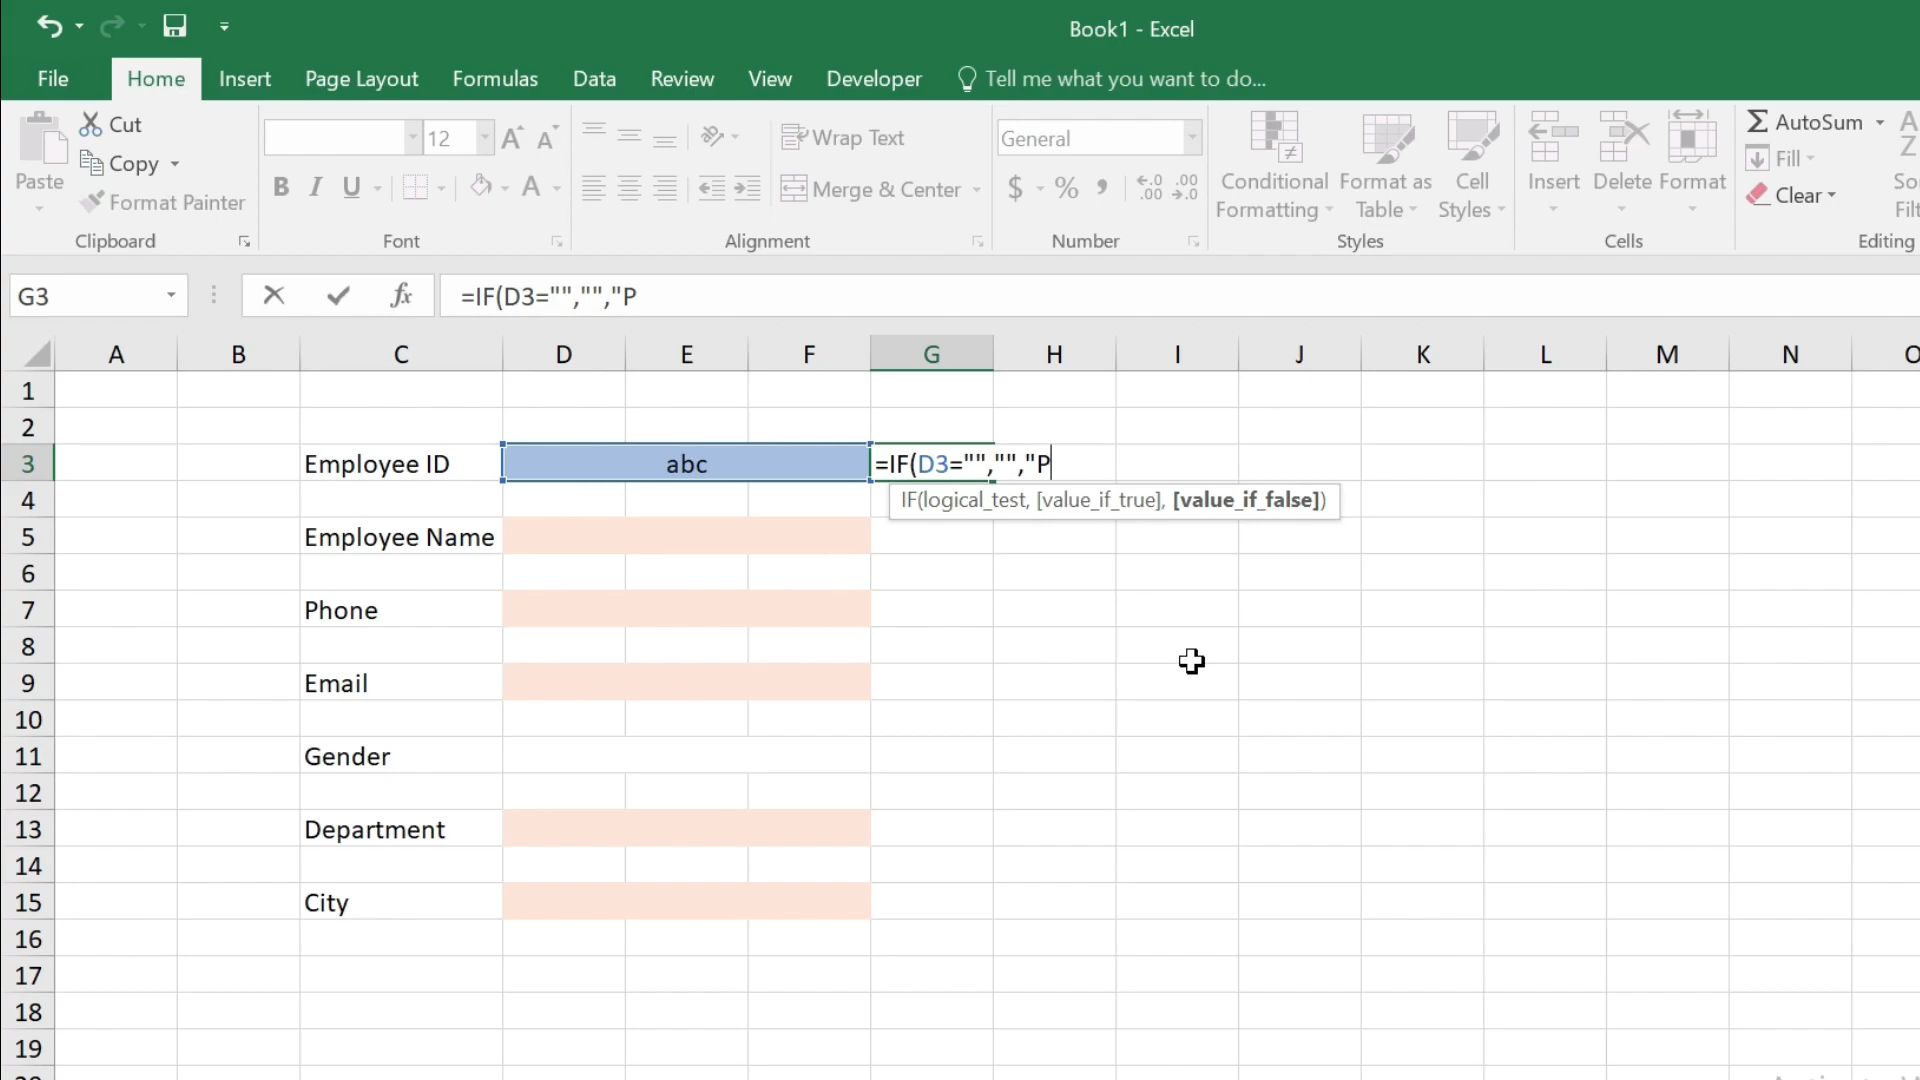 Book1 - Excel
File Home Insert Page Layout Formulas Data Review View Developer Tell me what you want to do...
Paste
Cut
Copy
Format Painter
Clipboard
12
B I U
Font
Wrap Text
Merge & Center
Alignment
General
$ % ,
Number
Conditional Formatting
Format as Table
Cell Styles
Styles
Insert Delete Format
Cells
AutoSum
Fill
Clear
Editing
G3 fx =IF(D3="","","P
A B C D E F G H I J K L M N O
1
2
3 Employee ID abc =IF(D3="","","P
IF(logical_test, [value_if_true], [value_if_false])
4
5 Employee Name
6
7 Phone
8
9 Email
10
11 Gender
12
13 Department
14
15 City
16
17
18
19